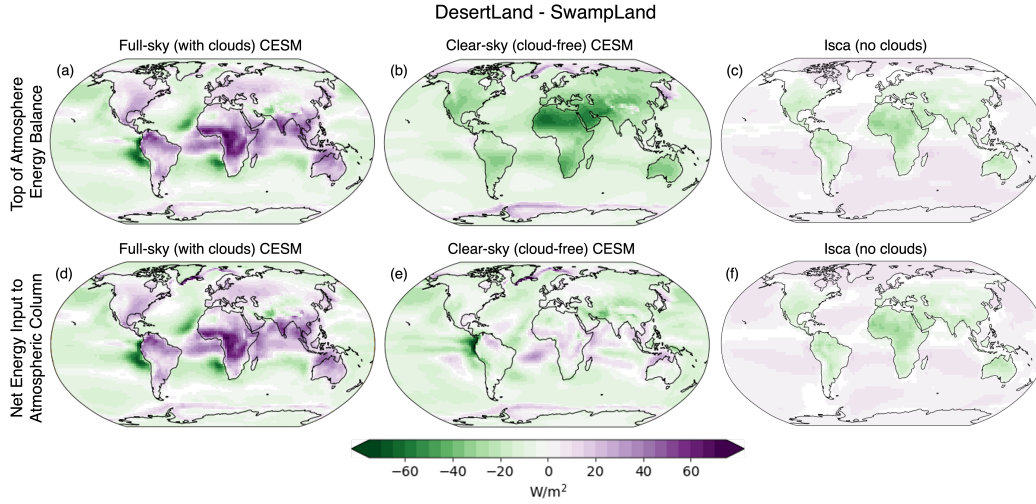 DesertLand - SwampLand
Full-sky (with clouds) CESM
Clear-sky (cloud-free) CESM
Isca (no clouds)
Top of Atmosphere
Energy Balance
(a)
(b)
(c)
Full-sky (with clouds) CESM
Clear-sky (cloud-free) CESM
Isca (no clouds)
Net Energy Input to
Atmospheric Column
(d)
(e)
(f)
−60 −40 −20 0 20 40 60
W/m²